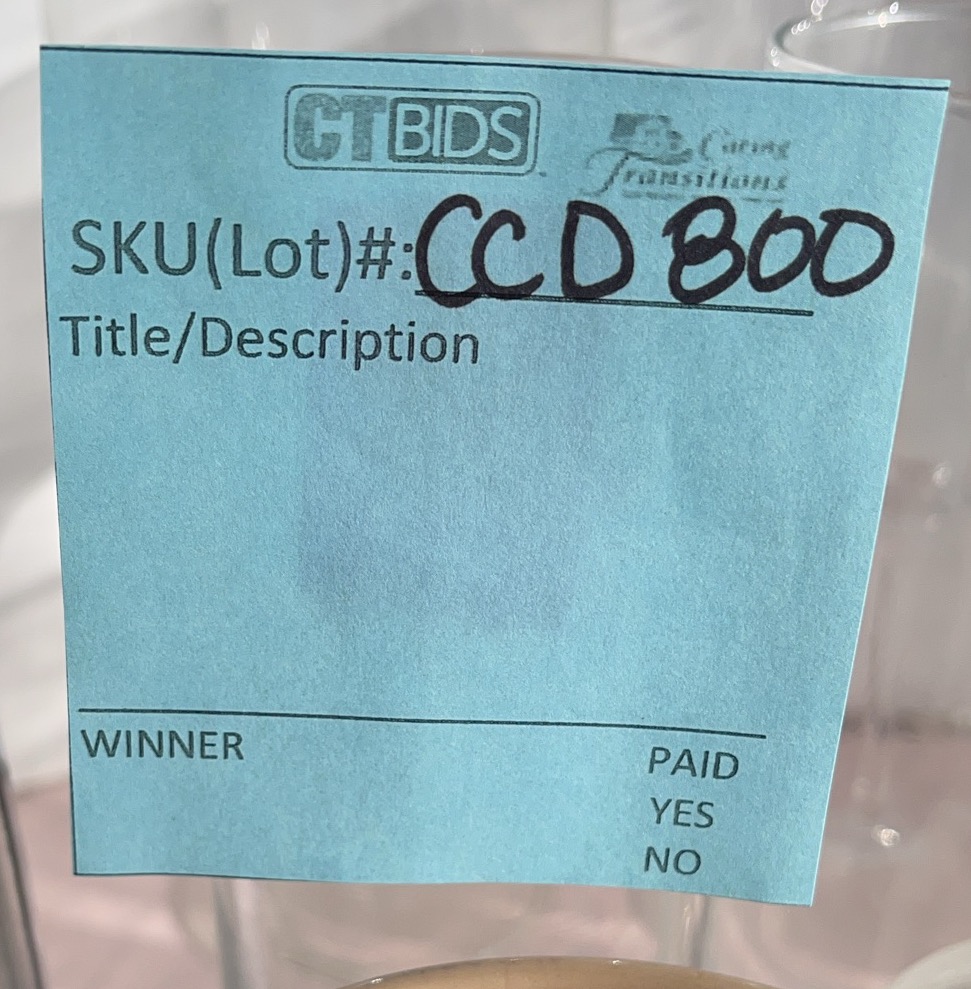 CTBIDS
Caring
Transitions
SKU(Lot)#: CCD 800
Title/Description
WINNER
PAID
YES
NO